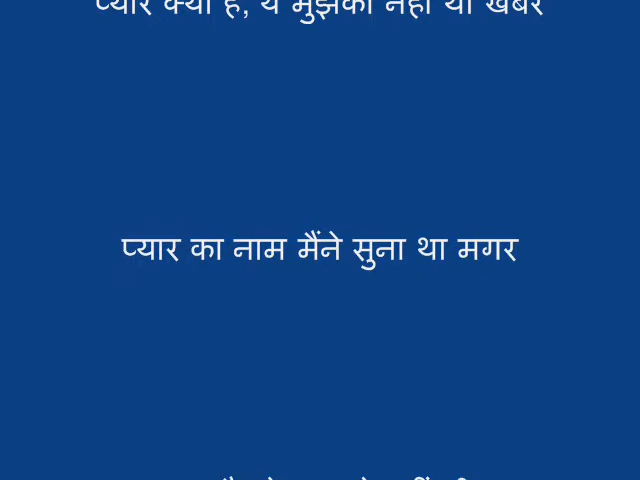 प्यार क्या है, ये मुझको नहीं थी खबर
प्यार का नाम मैंने सुना था मगर